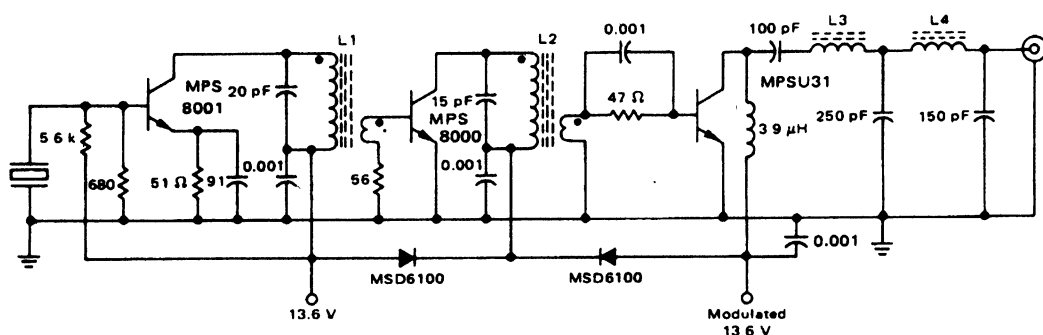 L1
L2
L3
L4
0.001
100 pF
MPS
8001
20 pF
15 pF
MPS
8000
47 Ω
MPSU31
5 6 k
680
51 Ω
91
0.001
56
0.001
3 9 μH
250 pF
150 pF
0.001
MSD6100
MSD6100
13.6 V
Modulated
13 6 V